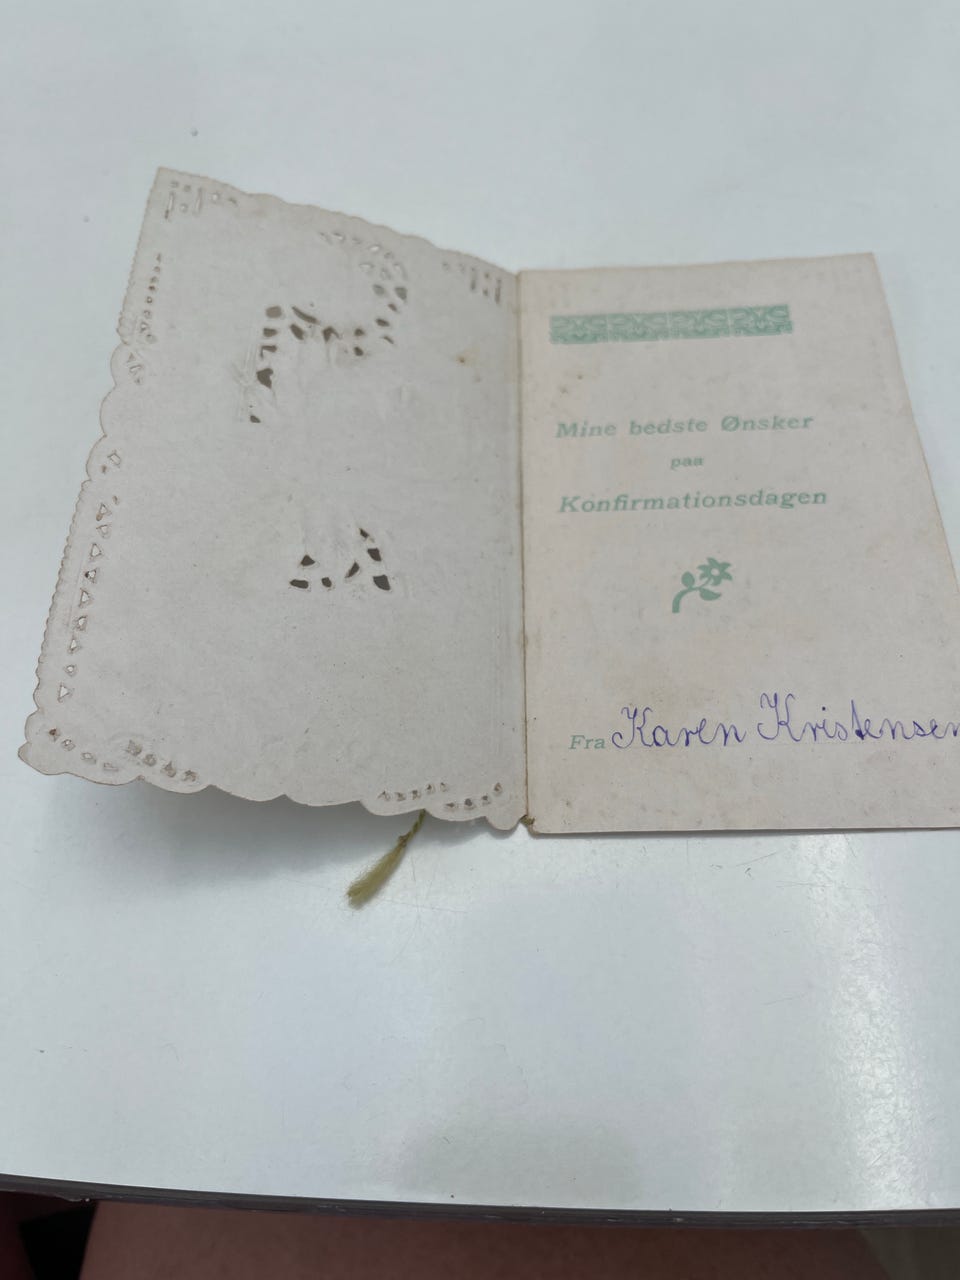 Mine bedste Ønsker
paa
Konfirmationsdagen
Fra Karen Kristensen